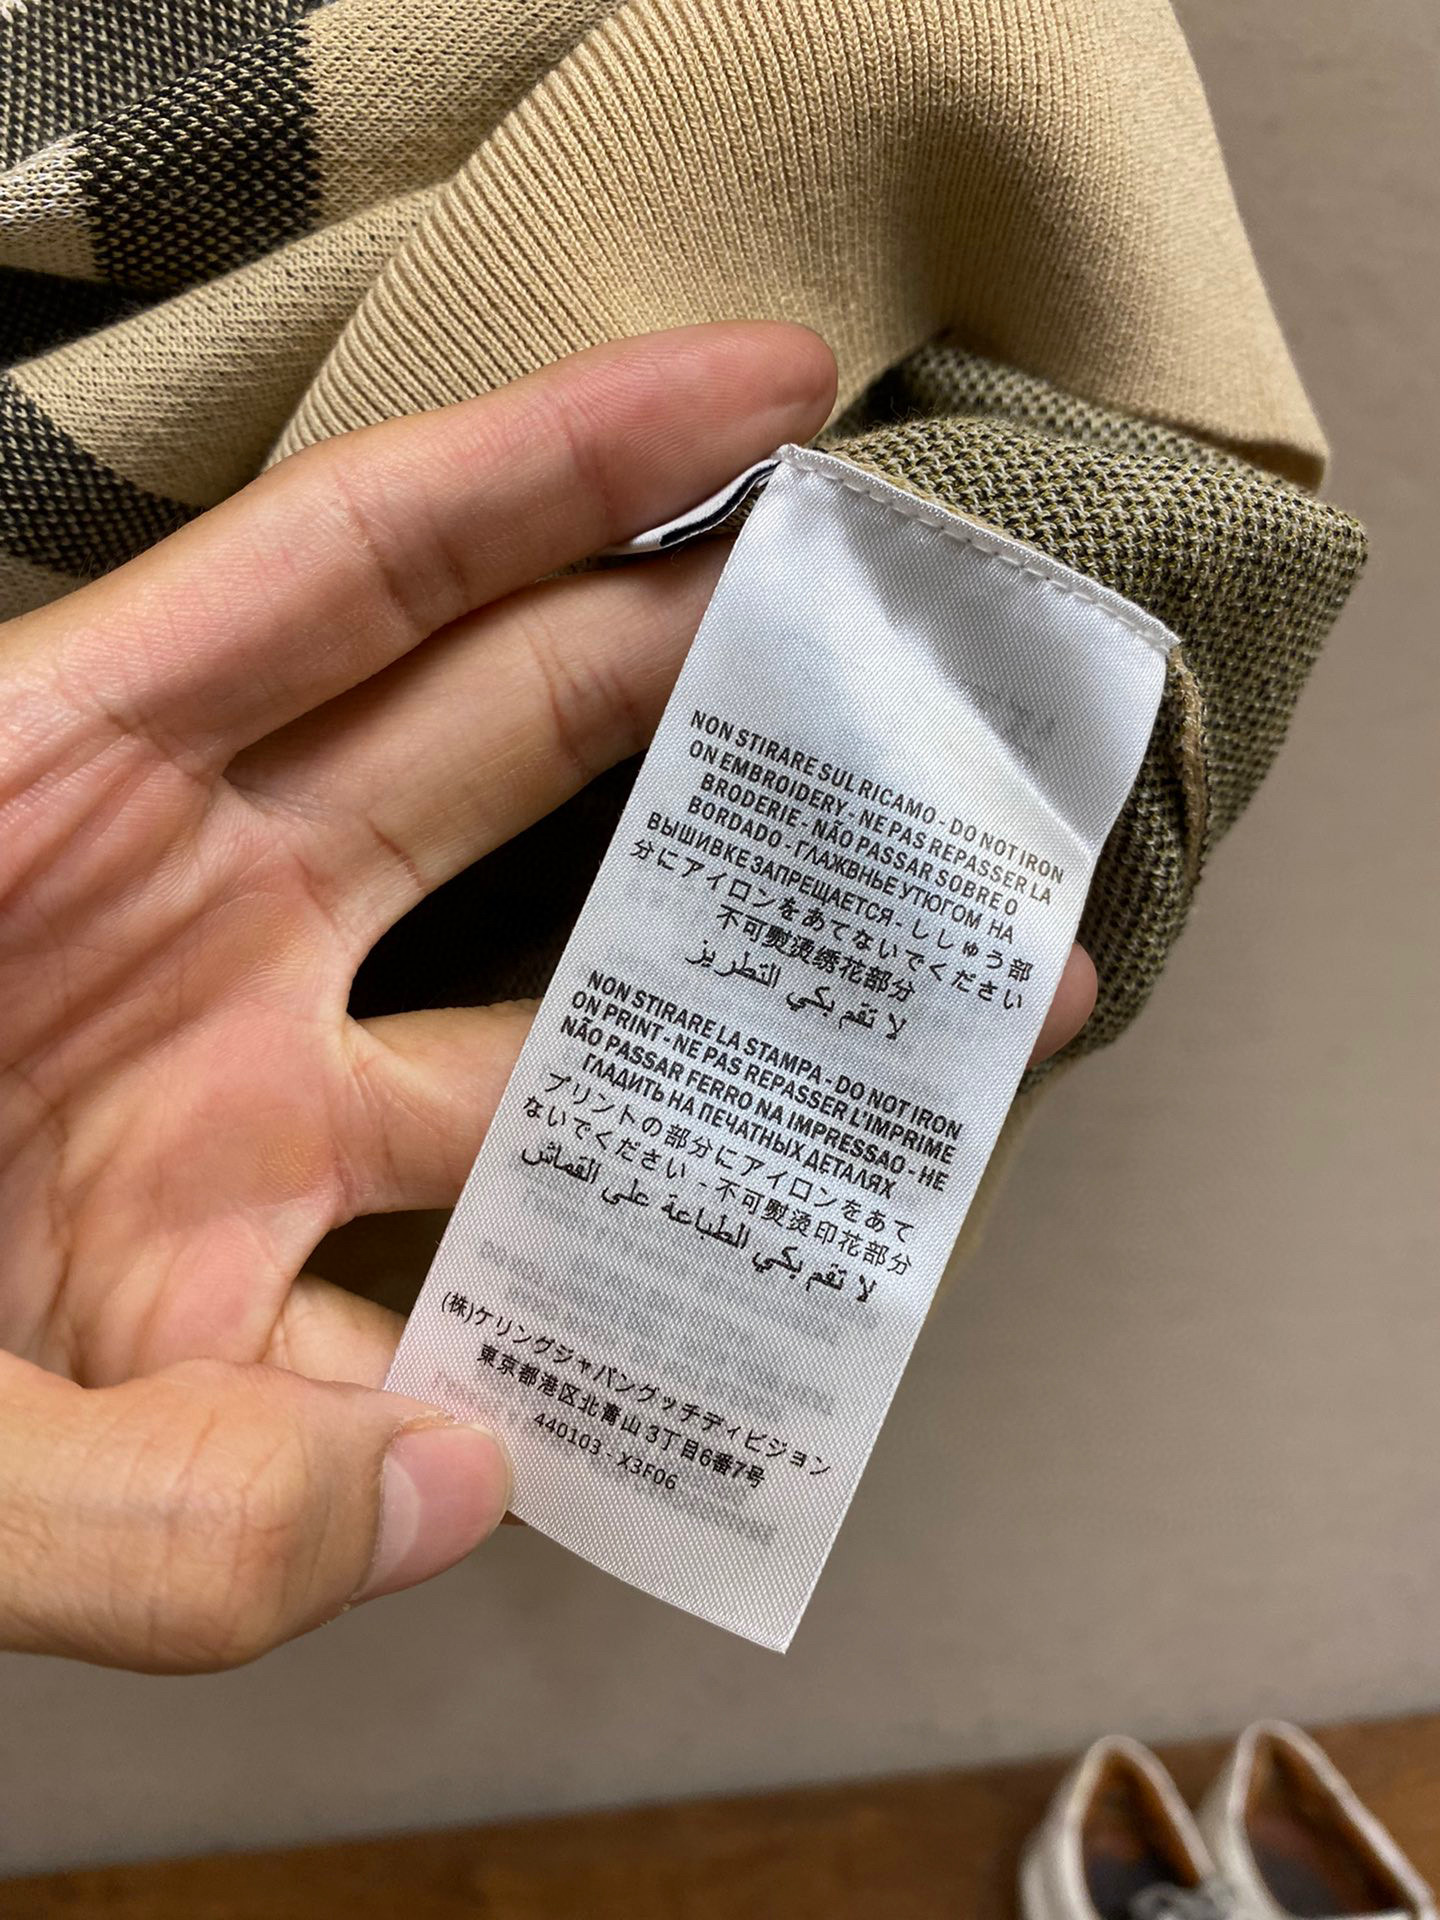 NON STIRARE SUL RICAMO - DO NOT IRON
ON EMBROIDERY - NE PAS REPASSER LA
BRODERIE - NÃO PASSAR SOBRE O
BORDADO - ГЛАЖВНЬЕ УТЮГОМ НА
ВЫШИВКЕ ЗАПРЕЩАЕТСЯ - ししゅう部
分にアイロンをあてないでください
不可熨烫绣花部分
لا تقم بكي التطريز
NON STIRARE LA STAMPA - DO NOT IRON
ON PRINT - NE PAS REPASSER L'IMPRIME
NÃO PASSAR FERRO NA IMPRESSAO - НЕ
ГЛАДИТЬ НА ПЕЧАТНЫХ ДЕТАЛЯХ
プリントの部分にアイロンをあて
ないでください - 不可熨烫印花部分
لا تقم بكي الطباعة على القماش
(株)ケリングジャパングッチディビジョン
東京都港区北青山 3丁目6番7号
440103 - X3F06